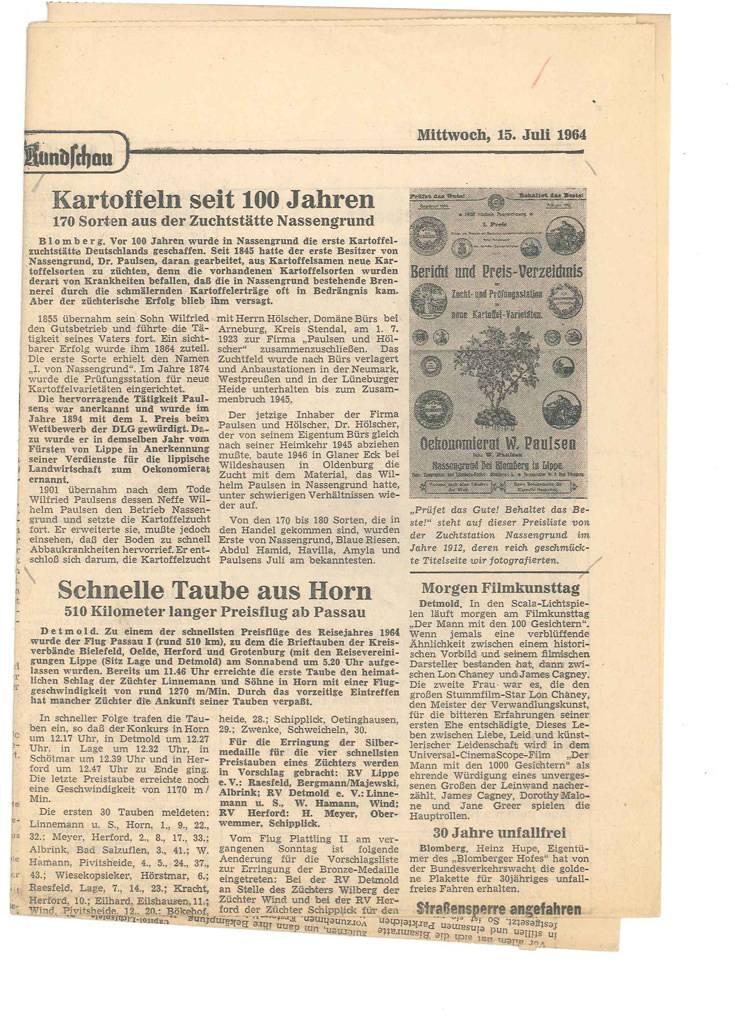 Mittwoch, 15. Juli 1964
Rundschau
Kartoffeln seit 100 Jahren
170 Sorten aus der Zuchtstätte Nassengrund
Blomberg. Vor 100 Jahren wurde in Nassengrund die erste Kartoffel-
zuchtstätte Deutschlands geschaffen. Seit 1845 hatte der erste Besitzer von
Nassengrund, Dr. Paulsen, daran gearbeitet, aus Kartoffelsamen neue Kar-
toffelsorten zu züchten, denn die vorhandenen Kartoffelsorten wurden
derart von Krankheiten befallen, daß die in Nassengrund bestehende Bren-
nerei durch die schmälernden Kartoffelerträge oft in Bedrängnis kam.
Aber der züchterische Erfolg blieb ihm versagt.
1855 übernahm sein Sohn Wilfried
den Gutsbetrieb und führte die Tä-
tigkeit seines Vaters fort. Ein sicht-
barer Erfolg wurde ihm 1864 zuteil.
Die erste Sorte erhielt den Namen
„I. von Nassengrund". Im Jahre 1874
wurde die Prüfungsstation für neue
Kartoffelvarietäten eingerichtet.
Die hervorragende Tätigkeit Paul-
sens war anerkannt und wurde im
Jahre 1894 mit dem 1. Preis beim
Wettbewerb der DLG gewürdigt. Da-
zu wurde er in demselben Jahr vom
Fürsten von Lippe in Anerkennung
seiner Verdienste für die lippische
Landwirtschaft zum Oekonomierat
ernannt.
1901 übernahm nach dem Tode
Wilfried Paulsens dessen Neffe Wil-
helm Paulsen den Betrieb Nassen-
grund und setzte die Kartoffelzucht
fort. Er erweiterte sie, mußte jedoch
einsehen, daß der Boden zu schnell
Abbaukrankheiten hervorrief. Er ent-
schloß sich darum, die Kartoffelzucht
mit Herrn Hölscher, Domäne Bürs bei
Arneburg, Kreis Stendal, am 1. 7.
1923 zur Firma „Paulsen und Höl-
scher" zusammenzuschließen. Das
Zuchtfeld wurde nach Bürs verlagert
und Anbaustationen in der Neumark,
Westpreußen und in der Lüneburger
Heide unterhalten bis zum Zusam-
menbruch 1945.
Der jetzige Inhaber der Firma
Paulsen und Hölscher, Dr. Hölscher,
der von seinem Eigentum Bürs gleich
nach seiner Heimkehr 1945 abziehen
mußte, baute 1946 in Glaner Eck bei
Wildeshausen in Oldenburg die
Zucht mit dem Material, das Wil-
helm Paulsen in Nassengrund hatte,
unter schwierigen Verhältnissen wie-
der auf.
Von den 170 bis 180 Sorten, die in
den Handel gekommen sind, wurden
Erste von Nassengrund, Blaue Riesen,
Abdul Hamid, Havilla, Amyla und
Paulsens Juli am bekanntesten.
Prüfet das Gute!
Behaltet das Beste!
1. Preis
Bericht und Preis-Verzeichnis
Zucht- und Prüfungsstation
neue Kartoffel-Varietäten.
Oekonomierat W. Paulsen
Nassengrund bei Blomberg in Lippe.
„Prüfet das Gute! Behaltet das Be-
ste!" steht auf dieser Preisliste von
der Zuchtstation Nassengrund im
Jahre 1912, deren reich geschmück-
te Titelseite wir fotografierten.
Schnelle Taube aus Horn
510 Kilometer langer Preisflug ab Passau
Detmold. Zu einem der schnellsten Preisflüge des Reisejahres 1964
wurde der Flug Passau I (rund 510 km), zu dem die Brieftauben der Kreis-
verbände Bielefeld, Oelde, Herford und Grotenburg (mit den Reisevereini-
gungen Lippe (Sitz Lage und Detmold) am Sonnabend um 5.20 Uhr aufge-
lassen wurden. Bereits um 11.46 Uhr erreichte die erste Taube den heimat-
lichen Schlag der Züchter Linnemann und Söhne in Horn mit einer Flug-
geschwindigkeit von rund 1270 m/Min. Durch das vorzeitige Eintreffen
hat mancher Züchter die Ankunft seiner Tauben verpaßt.
In schneller Folge trafen die Tau-
ben ein, so daß der Konkurs in Horn
um 12.17 Uhr, in Detmold um 12.27
Uhr, in Lage um 12.32 Uhr, in
Schötmar um 12.39 Uhr und in Her-
ford um 12.47 Uhr zu Ende ging.
Die letzte Preistaube erreichte noch
eine Geschwindigkeit von 1170 m/
Min.
Die ersten 30 Tauben meldeten:
Linnemann u. S., Horn, 1., 9., 22.,
32.; Meyer, Herford, 2., 8., 17., 33.;
Albrink, Bad Salzuflen, 3., 41.; W.
Hamann, Pivitsheide, 4., 5., 24., 37.,
43.; Wiesekopsieker, Hörstmar, 6.;
Raesfeld, Lage, 7., 14., 23.; Kracht,
Herford, 10.; Eilhard, Eilshausen, 11.;
Wind, Pivitsheide, 12., 20.; Bökehof,
heide, 28.; Schipplick, Oetinghausen,
29.; Zwenke, Schweicheln, 30.
Für die Erringung der Silber-
medaille für die vier schnellsten
Preistauben eines Züchters werden
in Vorschlag gebracht: RV Lippe
e. V.: Raesfeld, Bergmann/Majewski,
Albrink; RV Detmold e. V.: Linne-
mann u. S., W. Hamann, Wind;
RV Herford: H. Meyer, Ober-
wemmer, Schipplick.
Vom Flug Plattling II am ver-
gangenen Sonntag ist folgende
Aenderung für die Vorschlagsliste
zur Erringung der Bronze-Medaille
eingetreten: Bei der RV Detmold
an Stelle des Züchters Wilberg der
Züchter Wind und bei der RV Her-
ford der Züchter Schipplick für den
Morgen Filmkunsttag
Detmold. In den Scala-Lichtspie-
len läuft morgen am Filmkunsttag
„Der Mann mit den 100 Gesichtern".
Wenn jemals eine verblüffende
Ähnlichkeit zwischen einem histori-
schen Vorbild und seinem filmischen
Darsteller bestanden hat, dann zwi-
schen Lon Chaney und James Cagney.
Die zweite Frau war es, die den
großen Stummfilm-Star Lon Chaney,
den Meister der Verwandlungskunst,
für die bitteren Erfahrungen seiner
ersten Ehe entschädigte. Dieses Le-
ben zwischen Liebe, Leid und künst-
lerischer Leidenschaft wird in dem
Universal-CinemaScope-Film „Der
Mann mit den 1000 Gesichtern" als
ehrende Würdigung eines unverges-
senen Großen der Leinwand nacher-
zählt. James Cagney, Dorothy Malo-
ne und Jane Greer spielen die
Hauptrollen.
30 Jahre unfallfrei
Blomberg. Heinz Hupe, Eigentü-
mer des „Blomberger Hofes" hat von
der Bundesverkehrswacht die golde-
ne Plakette für 30jähriges unfall-
freies Fahren erhalten.
Straßensperre angefahren